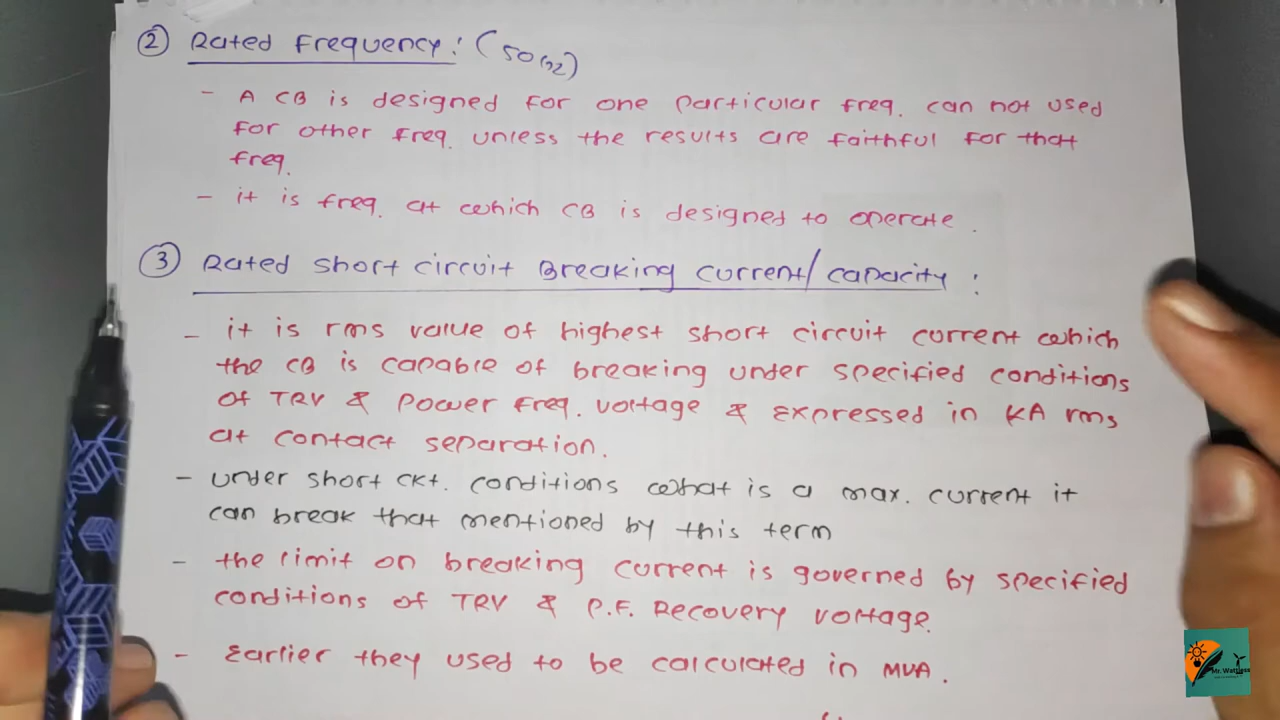 ② Rated Frequency: (50Hz)
- A CB is designed for one particular freq. can not used
for other freq. unless the results are faithful for that
freq.
- it is freq. at which CB is designed to operate.
③ Rated short circuit Breaking current/capacity:
- it is rms value of highest short circuit current which
the CB is capable of breaking under specified conditions
of TRV & power freq. voltage & expressed in KA rms
at contact separation.
- under short ckt. conditions what is a max. current it
can break that mentioned by this term
- the limit on breaking current is governed by specified
conditions of TRV & P.F. Recovery voltage.
- Earlier they used to be calculated in MVA.
Mr. Wattless